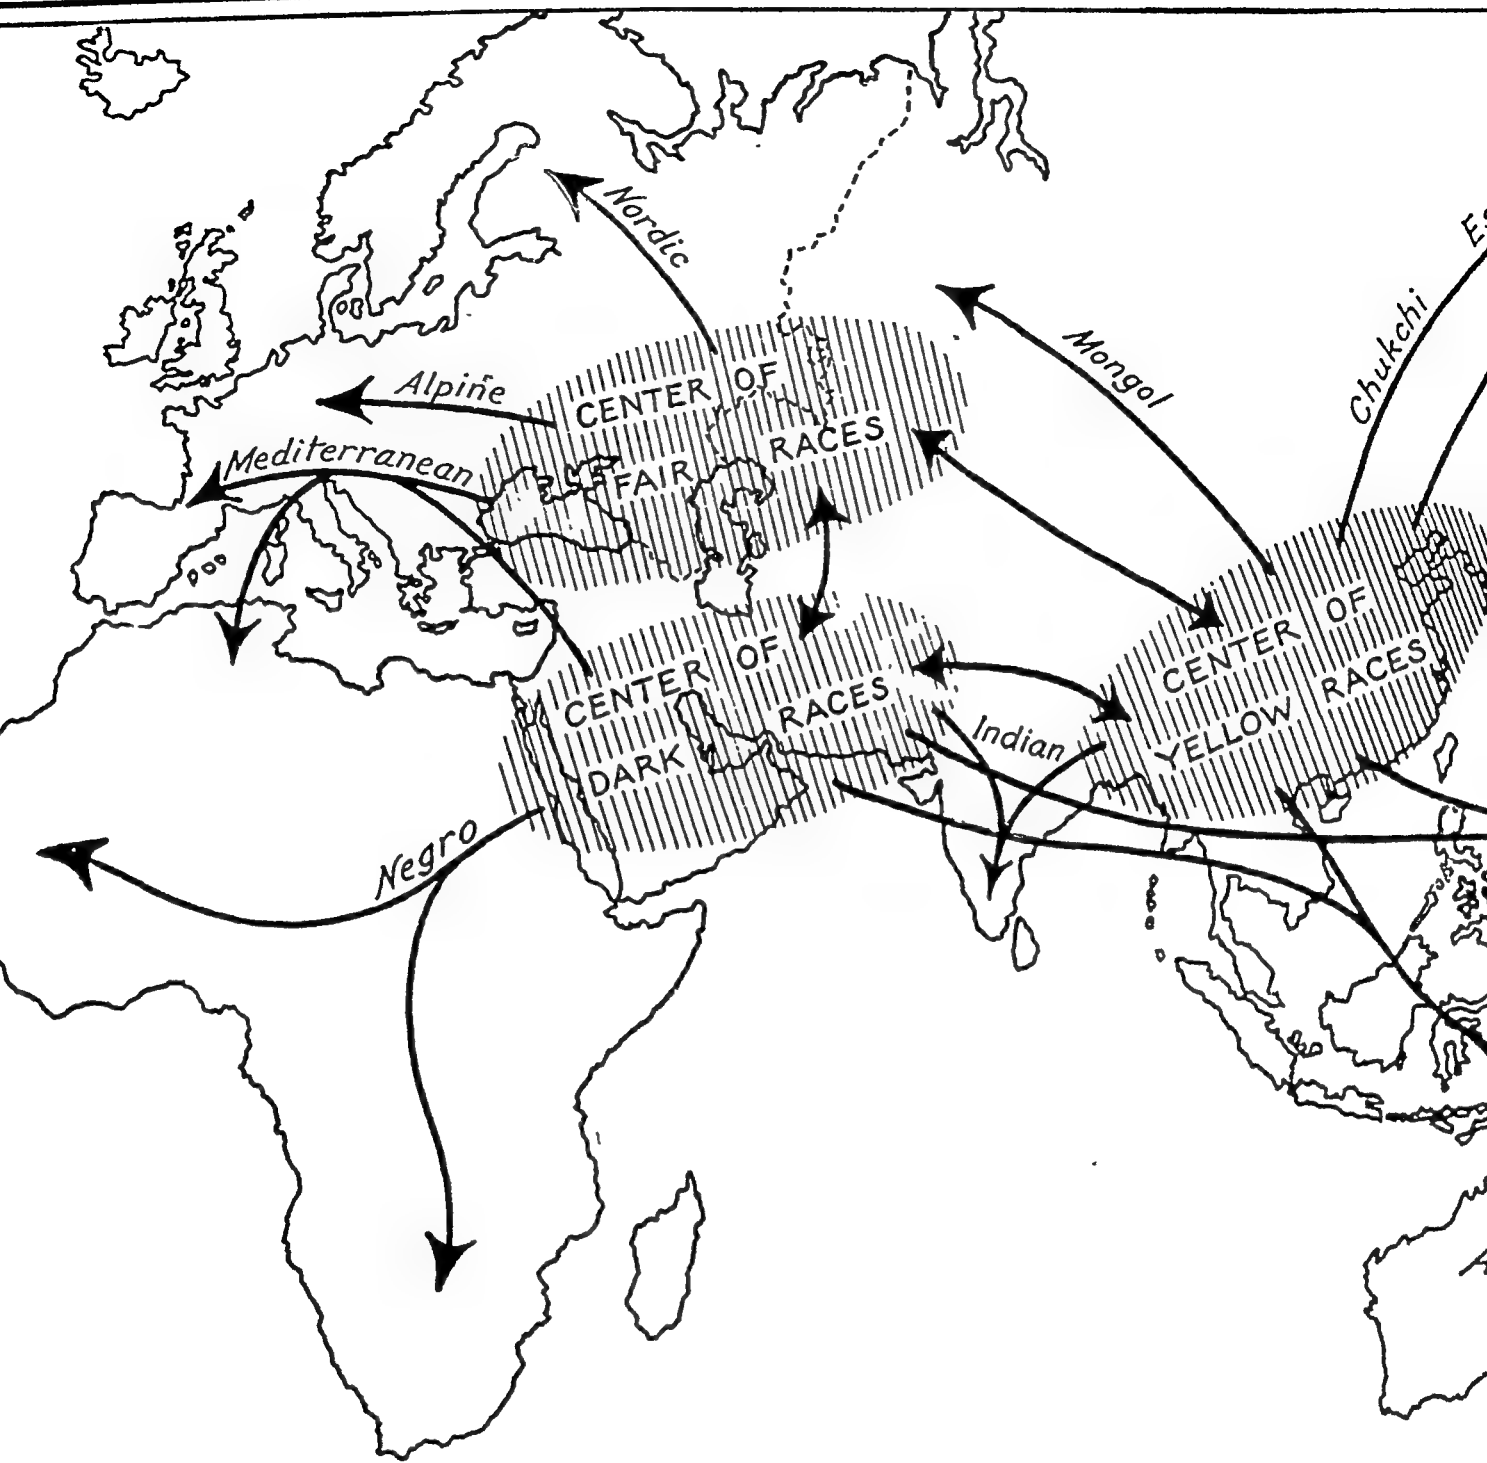 Nordic
Es
Chukchi
Mongol
Alpine
CENTER OF
FAIR RACES
Mediterranean
CENTER OF
YELLOW RACES
CENTER OF
DARK RACES
Indian
Negro
A